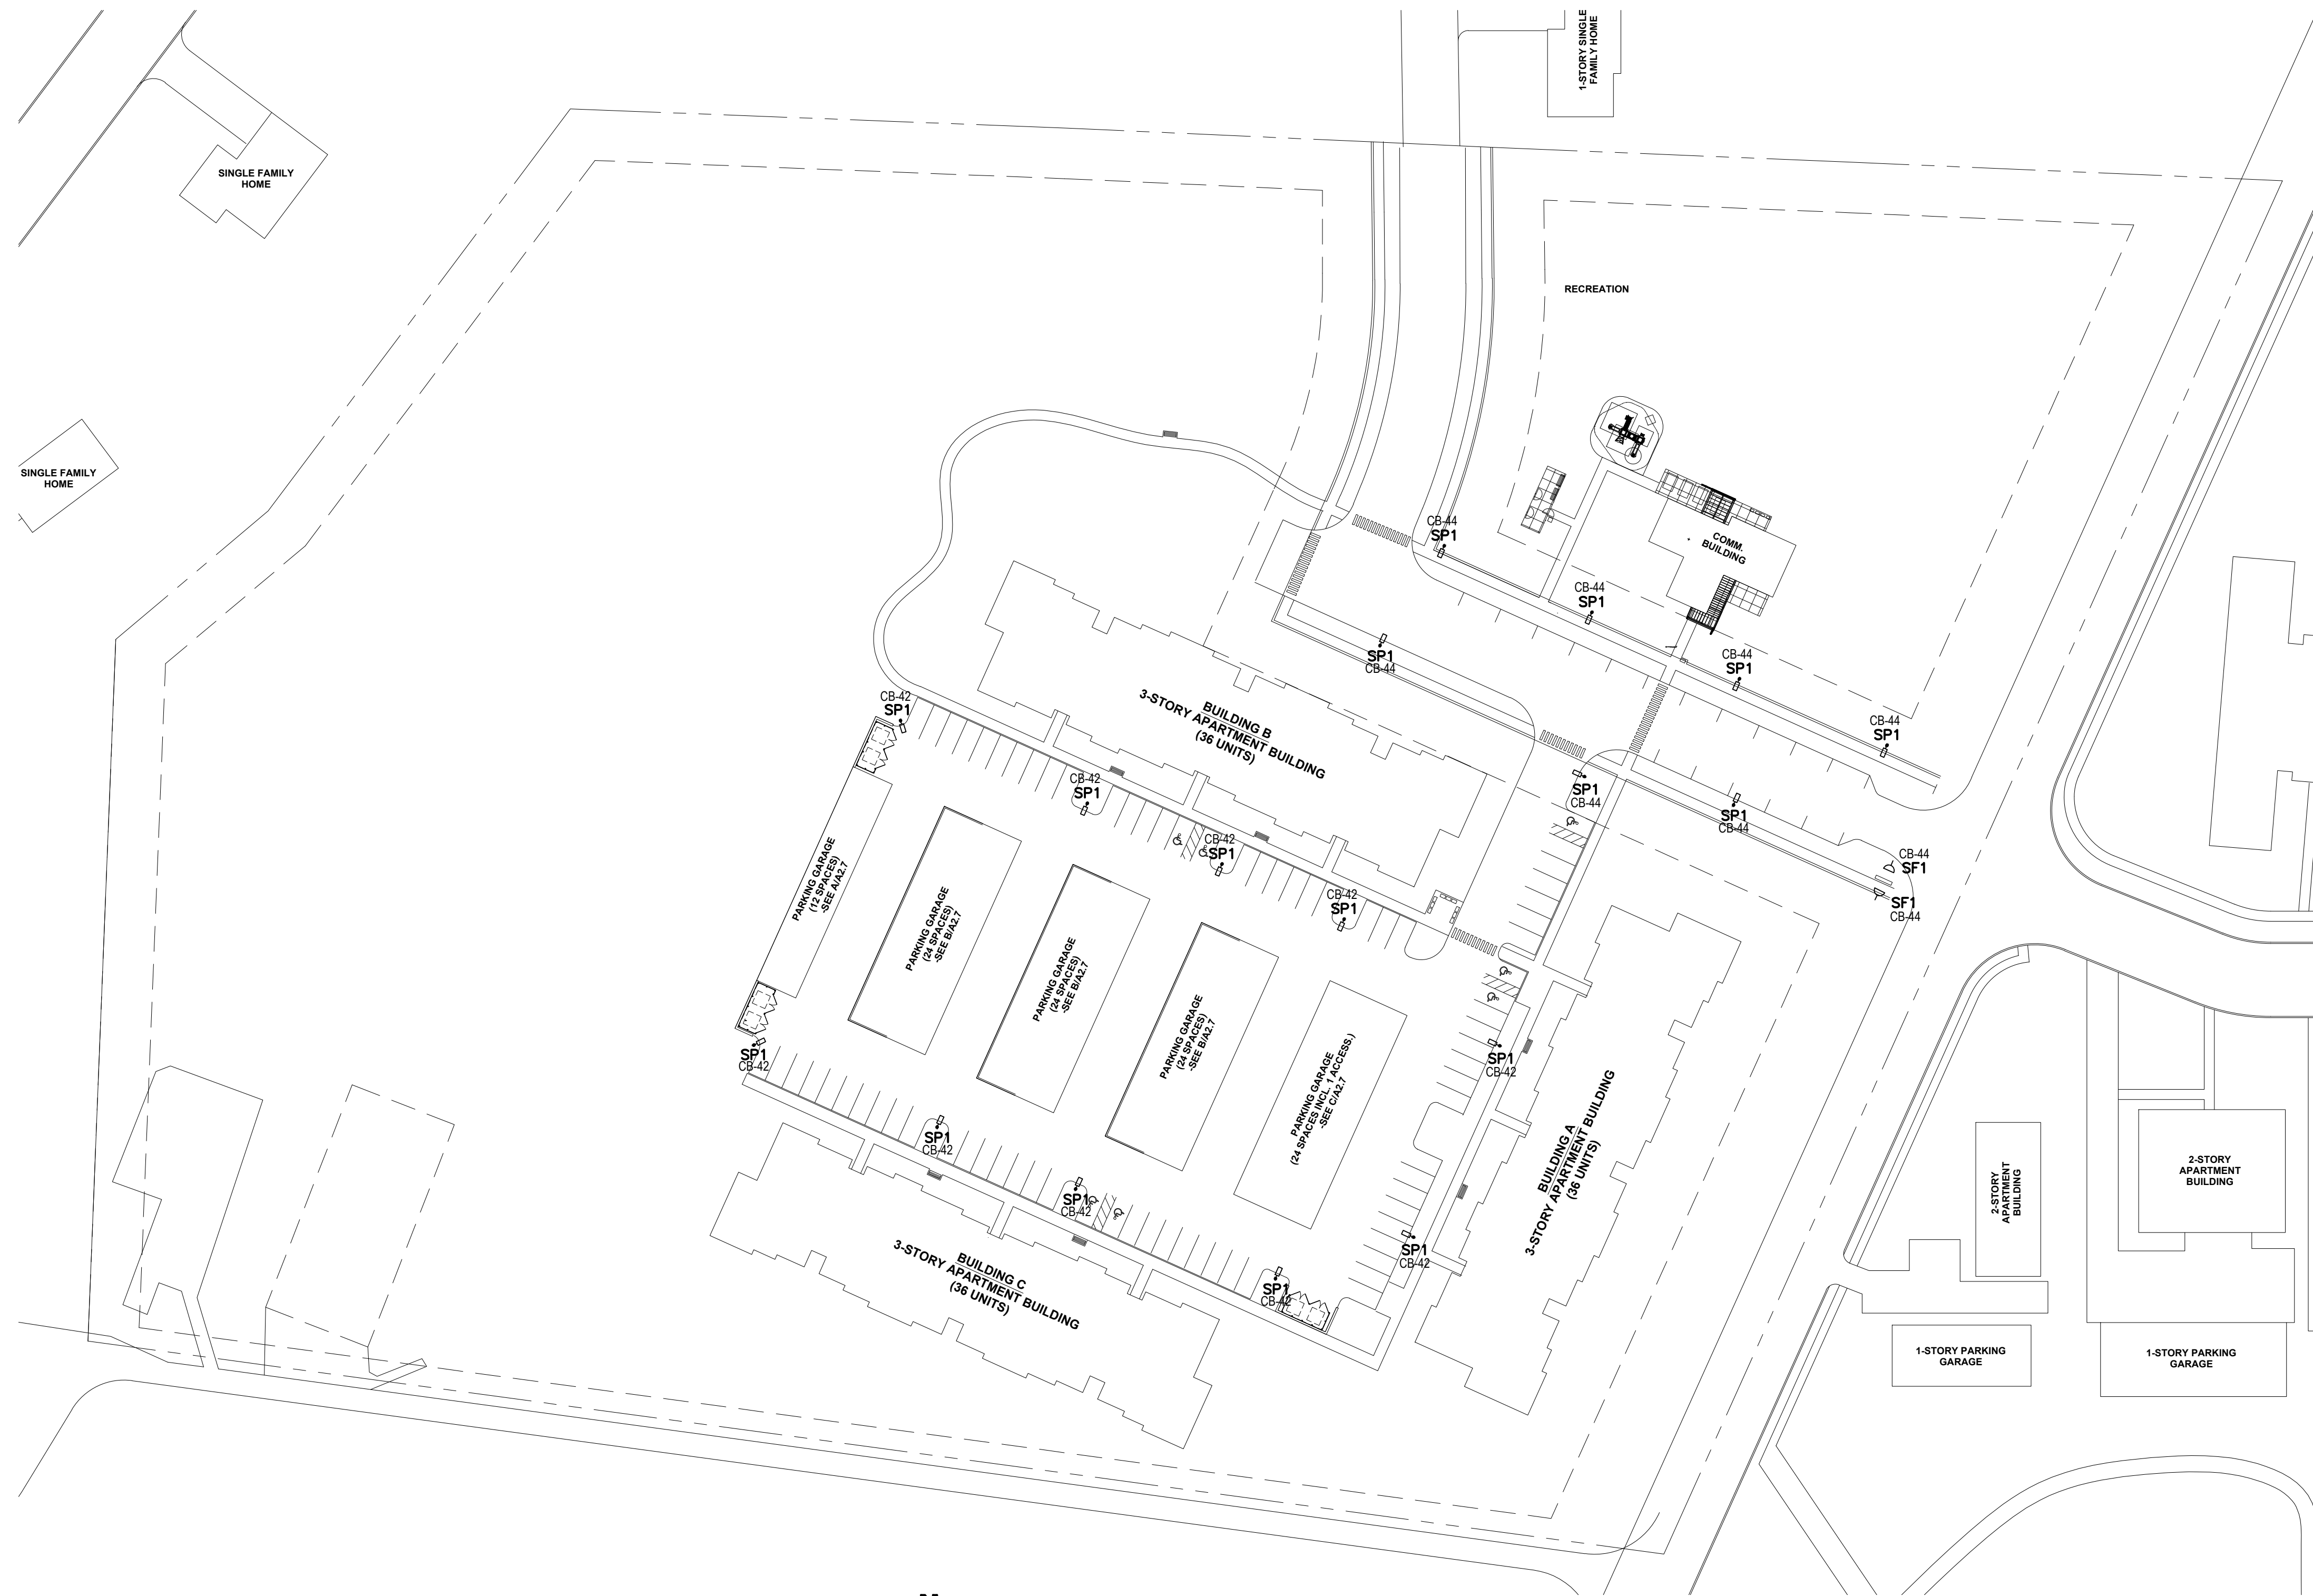 1-STORY SINGLE
FAMILY HOME
SINGLE FAMILY
HOME
RECREATION
SINGLE FAMILY
HOME
CB-44
SP1
COMM.
BUILDING
CB-44
SP1
SP1
CB-44
CB-44
SP1
CB-42
SP1
BUILDING B
3-STORY APARTMENT BUILDING
(36 UNITS)
CB-44
SP1
CB-42
SP1
SP1
CB-44
SP1
CB-44
CB-42
SP1
CB-44
SF1
SF1
CB-44
CB-42
SP1
PARKING GARAGE
(12 SPACES)
-SEE A/A2.7
PARKING GARAGE
(24 SPACES)
-SEE B/A2.7
PARKING GARAGE
(24 SPACES)
-SEE B/A2.7
PARKING GARAGE
(24 SPACES)
-SEE B/A2.7
PARKING GARAGE
(24 SPACES INCL. 1 ACCESS.)
-SEE C/A2.7
SP1
CB-42
SP1
CB-42
SP1
CB-42
SP1
CB-42
BUILDING A
3-STORY APARTMENT BUILDING
(36 UNITS)
SP1
CB-42
SP1
CB-42
BUILDING C
3-STORY APARTMENT BUILDING
(36 UNITS)
2-STORY
APARTMENT
BUILDING
2-STORY
APARTMENT
BUILDING
1-STORY PARKING
GARAGE
1-STORY PARKING
GARAGE